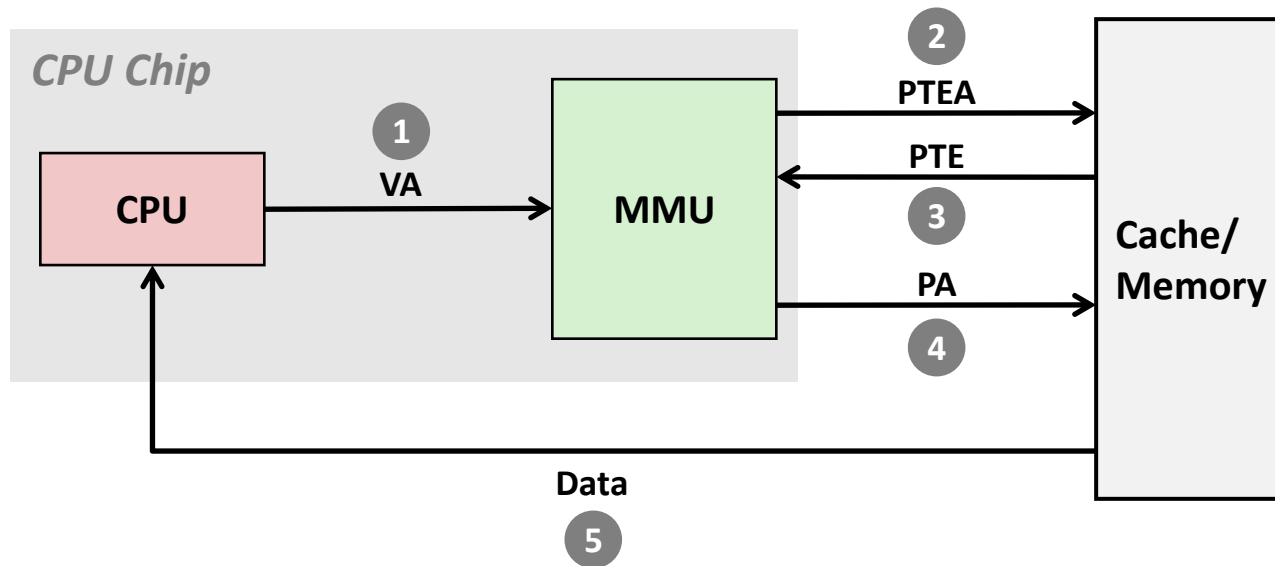 CPU Chip
2
PTEA
1
VA
PTE
CPU
MMU
3
Cache/
Memory
PA
4
Data
5